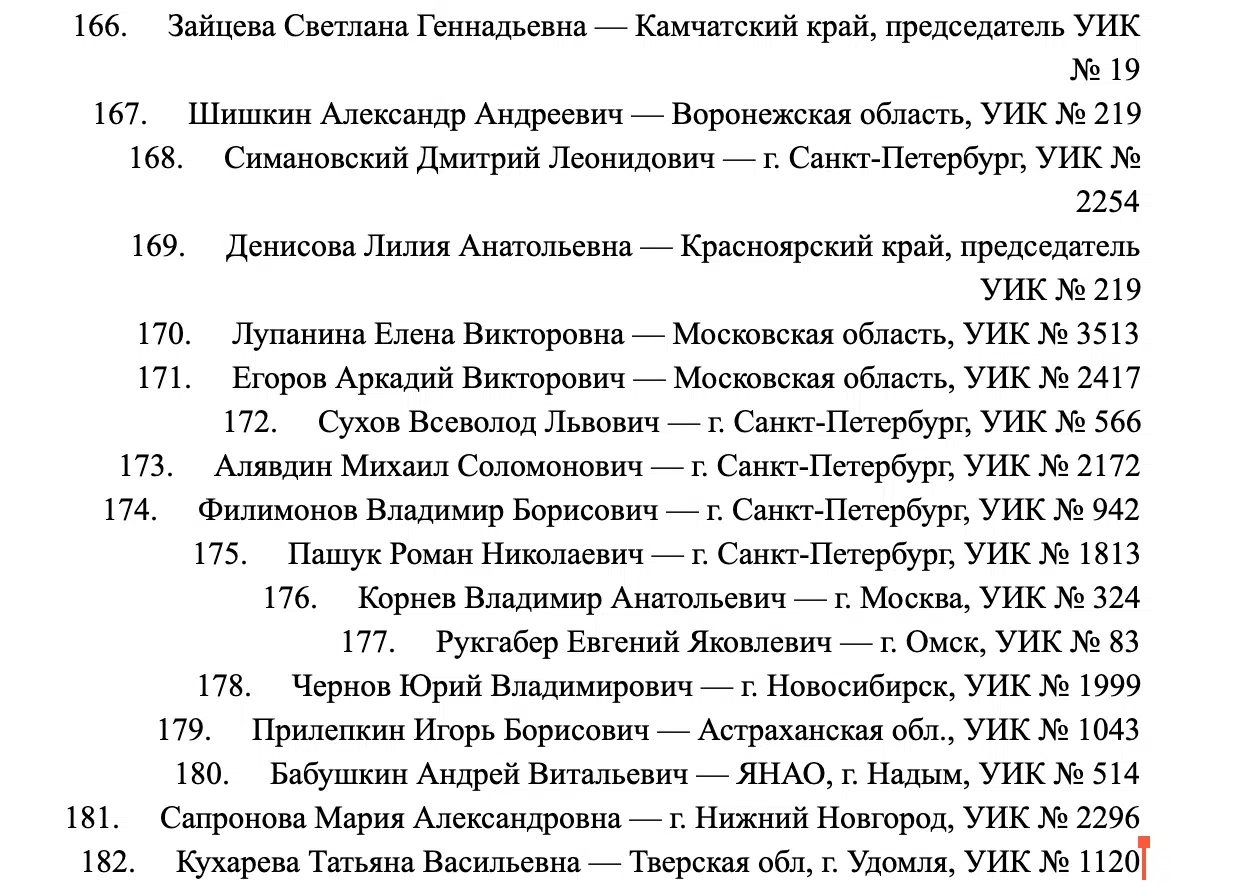 166. Зайцева Светлана Геннадьевна — Камчатский край, председатель УИК
№ 19
167. Шишкин Александр Андреевич — Воронежская область, УИК № 219
168. Симановский Дмитрий Леонидович — г. Санкт-Петербург, УИК №
2254
169. Денисова Лилия Анатольевна — Красноярский край, председатель
УИК № 219
170. Лупанина Елена Викторовна — Московская область, УИК № 3513
171. Егоров Аркадий Викторович — Московская область, УИК № 2417
172. Сухов Всеволод Львович — г. Санкт-Петербург, УИК № 566
173. Алявдин Михаил Соломонович — г. Санкт-Петербург, УИК № 2172
174. Филимонов Владимир Борисович — г. Санкт-Петербург, УИК № 942
175. Пашук Роман Николаевич — г. Санкт-Петербург, УИК № 1813
176. Корнев Владимир Анатольевич — г. Москва, УИК № 324
177. Рукгабер Евгений Яковлевич — г. Омск, УИК № 83
178. Чернов Юрий Владимирович — г. Новосибирск, УИК № 1999
179. Прилепкин Игорь Борисович — Астраханская обл., УИК № 1043
180. Бабушкин Андрей Витальевич — ЯНАО, г. Надым, УИК № 514
181. Сапронова Мария Александровна — г. Нижний Новгород, УИК № 2296
182. Кухарева Татьяна Васильевна — Тверская обл, г. Удомля, УИК № 1120